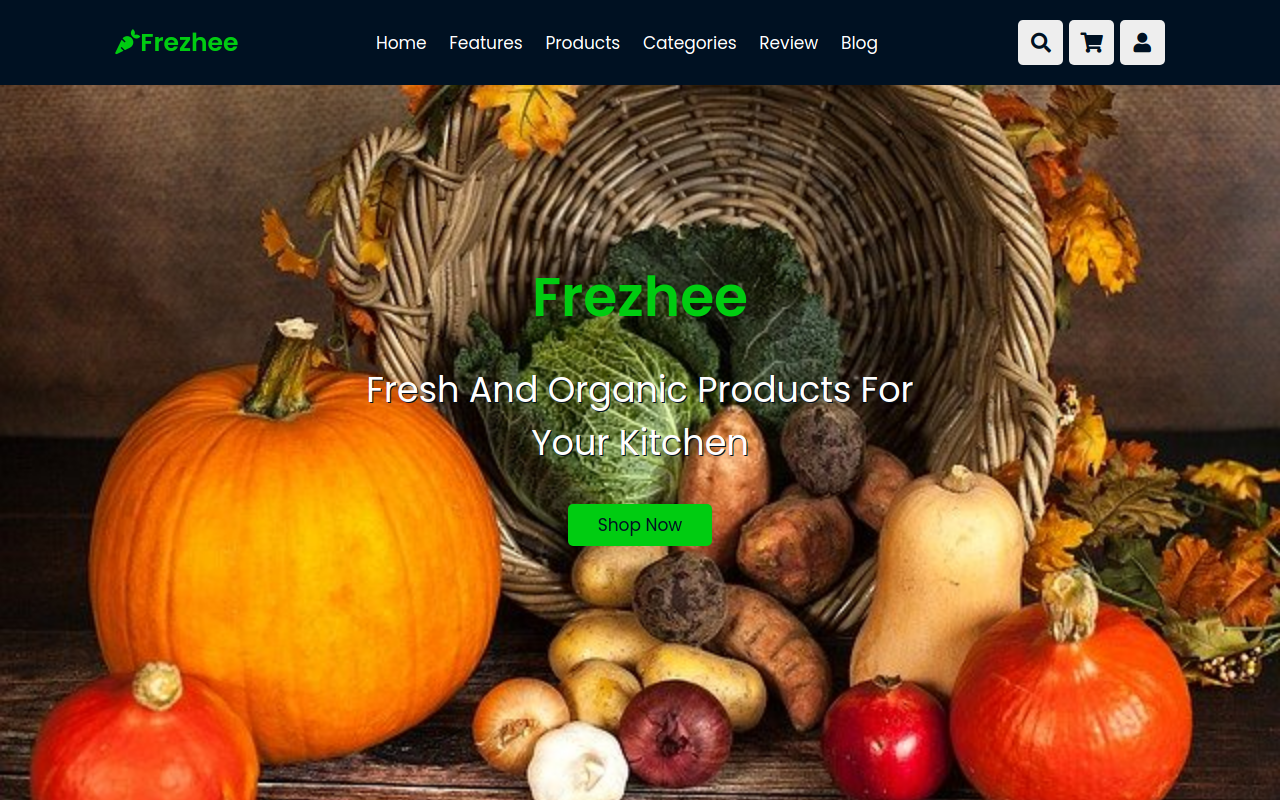 Frezhee
Home Features Products Categories Review Blog
Frezhee
Fresh And Organic Products For
Your Kitchen
Shop Now